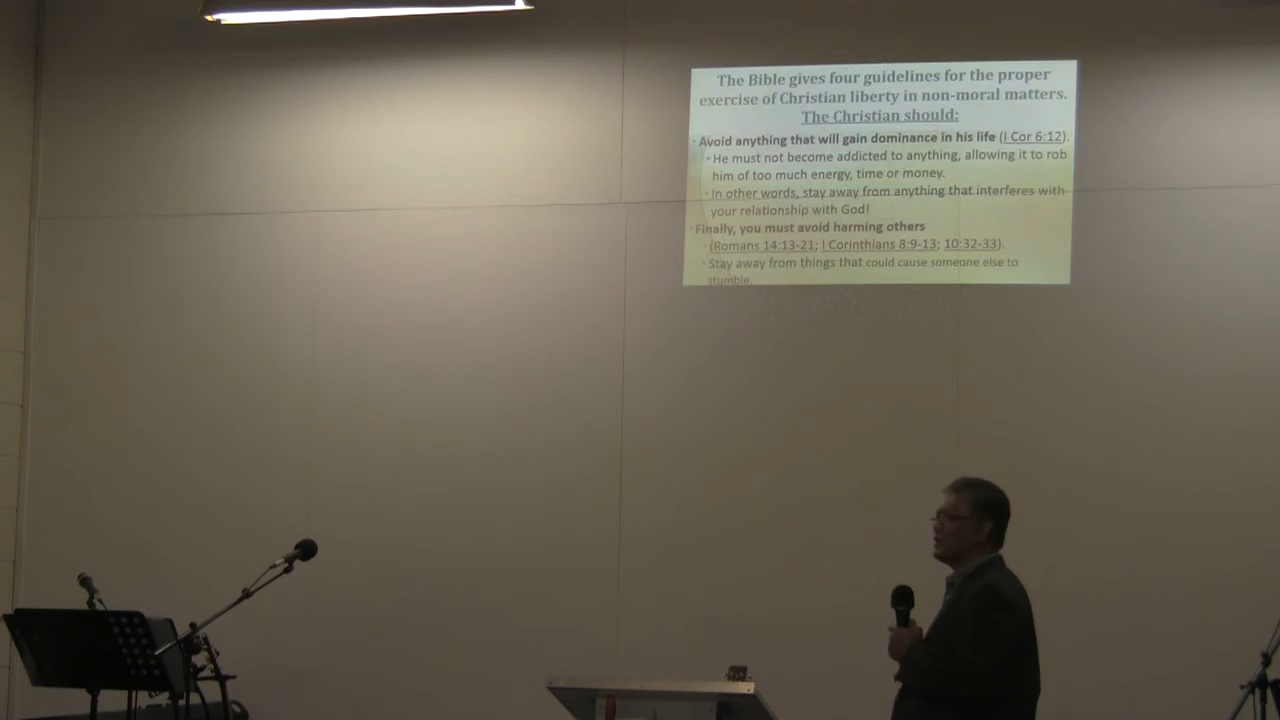 The Bible gives four guidelines for the proper
exercise of Christian liberty in non-moral matters.
The Christian should:
• Avoid anything that will gain dominance in his life (I Cor 6:12).
• He must not become addicted to anything, allowing it to rob
him of too much energy, time or money.
• In other words, stay away from anything that interferes with
your relationship with God!
• Finally, you must avoid harming others
• (Romans 14:13-21; I Corinthians 8:9-13; 10:32-33).
• Stay away from things that could cause someone else to
stumble.